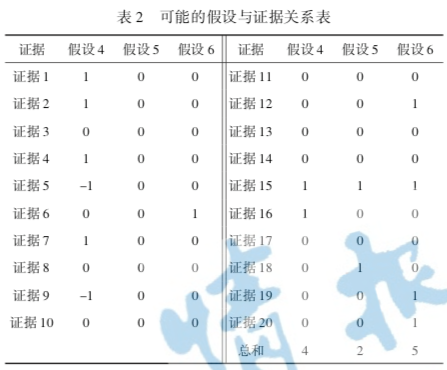 表 2 可能的假设与证据关系表
证据 假设 4 假设 5 假设 6 证据 假设 4 假设 5 假设 6
证据 1 1 0 0 证据 11 0 0 0
证据 2 1 0 0 证据 12 0 0 1
证据 3 0 0 0 证据 13 0 0 0
证据 4 1 0 0 证据 14 0 0 0
证据 5 –1 0 0 证据 15 1 1 1
证据 6 0 0 1 证据 16 1 0 0
证据 7 1 0 0 证据 17 0 0 0
证据 8 0 0 0 证据 18 0 1 0
证据 9 –1 0 0 证据 19 0 0 1
证据 10 0 0 0 证据 20 0 0 1
总和 4 2 5
情报